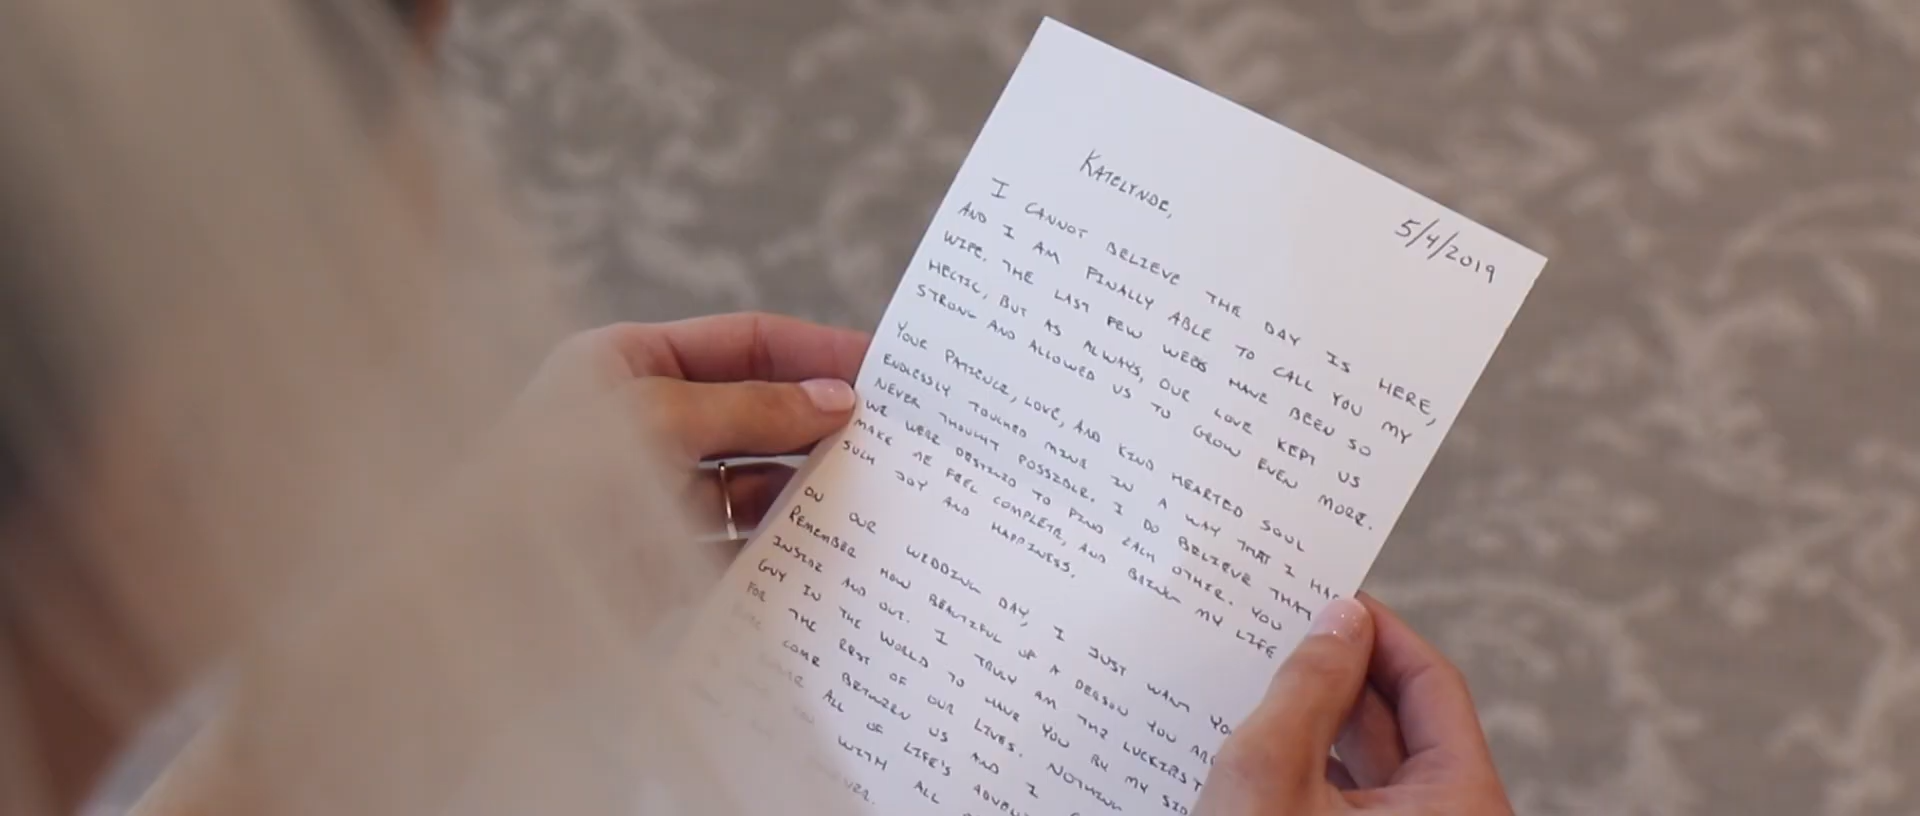 5/4/2019
KATELYNDE,
I CANNOT BELIEVE THE DAY IS HERE,
AND I AM FINALLY ABLE TO CALL YOU MY
WIFE. THE LAST FEW WEEKS HAVE BEEN SO
HECTIC, BUT AS ALWAYS, OUR LOVE KEPT US
STRONG AND ALLOWED US TO GROW EVEN MORE.
YOUR PATIENCE, LOVE, AND KIND HEARTED SOUL
ENDLESSLY TOUCHED MINE IN A WAY THAT I HAD
NEVER THOUGHT POSSIBLE. I DO BELIEVE THAT
WE WERE DESTINED TO FIND EACH OTHER. YOU
MAKE ME FEEL COMPLETE, AND BRING MY LIFE
SUCH JOY AND HAPPINESS.
ON OUR WEDDING DAY, I JUST WANT YO
REMEMBER HOW BEAUTIFUL OF A PERSON YOU ARE
INSIDE AND OUT. I TRULY AM THE LUCKIEST
GUY IN THE WORLD TO HAVE YOU BY MY SID
FOR THE REST OF OUR LIVES. NOTHING
COME BETWEEN US AND I
ALL OF LIFE'S
WITH ALL